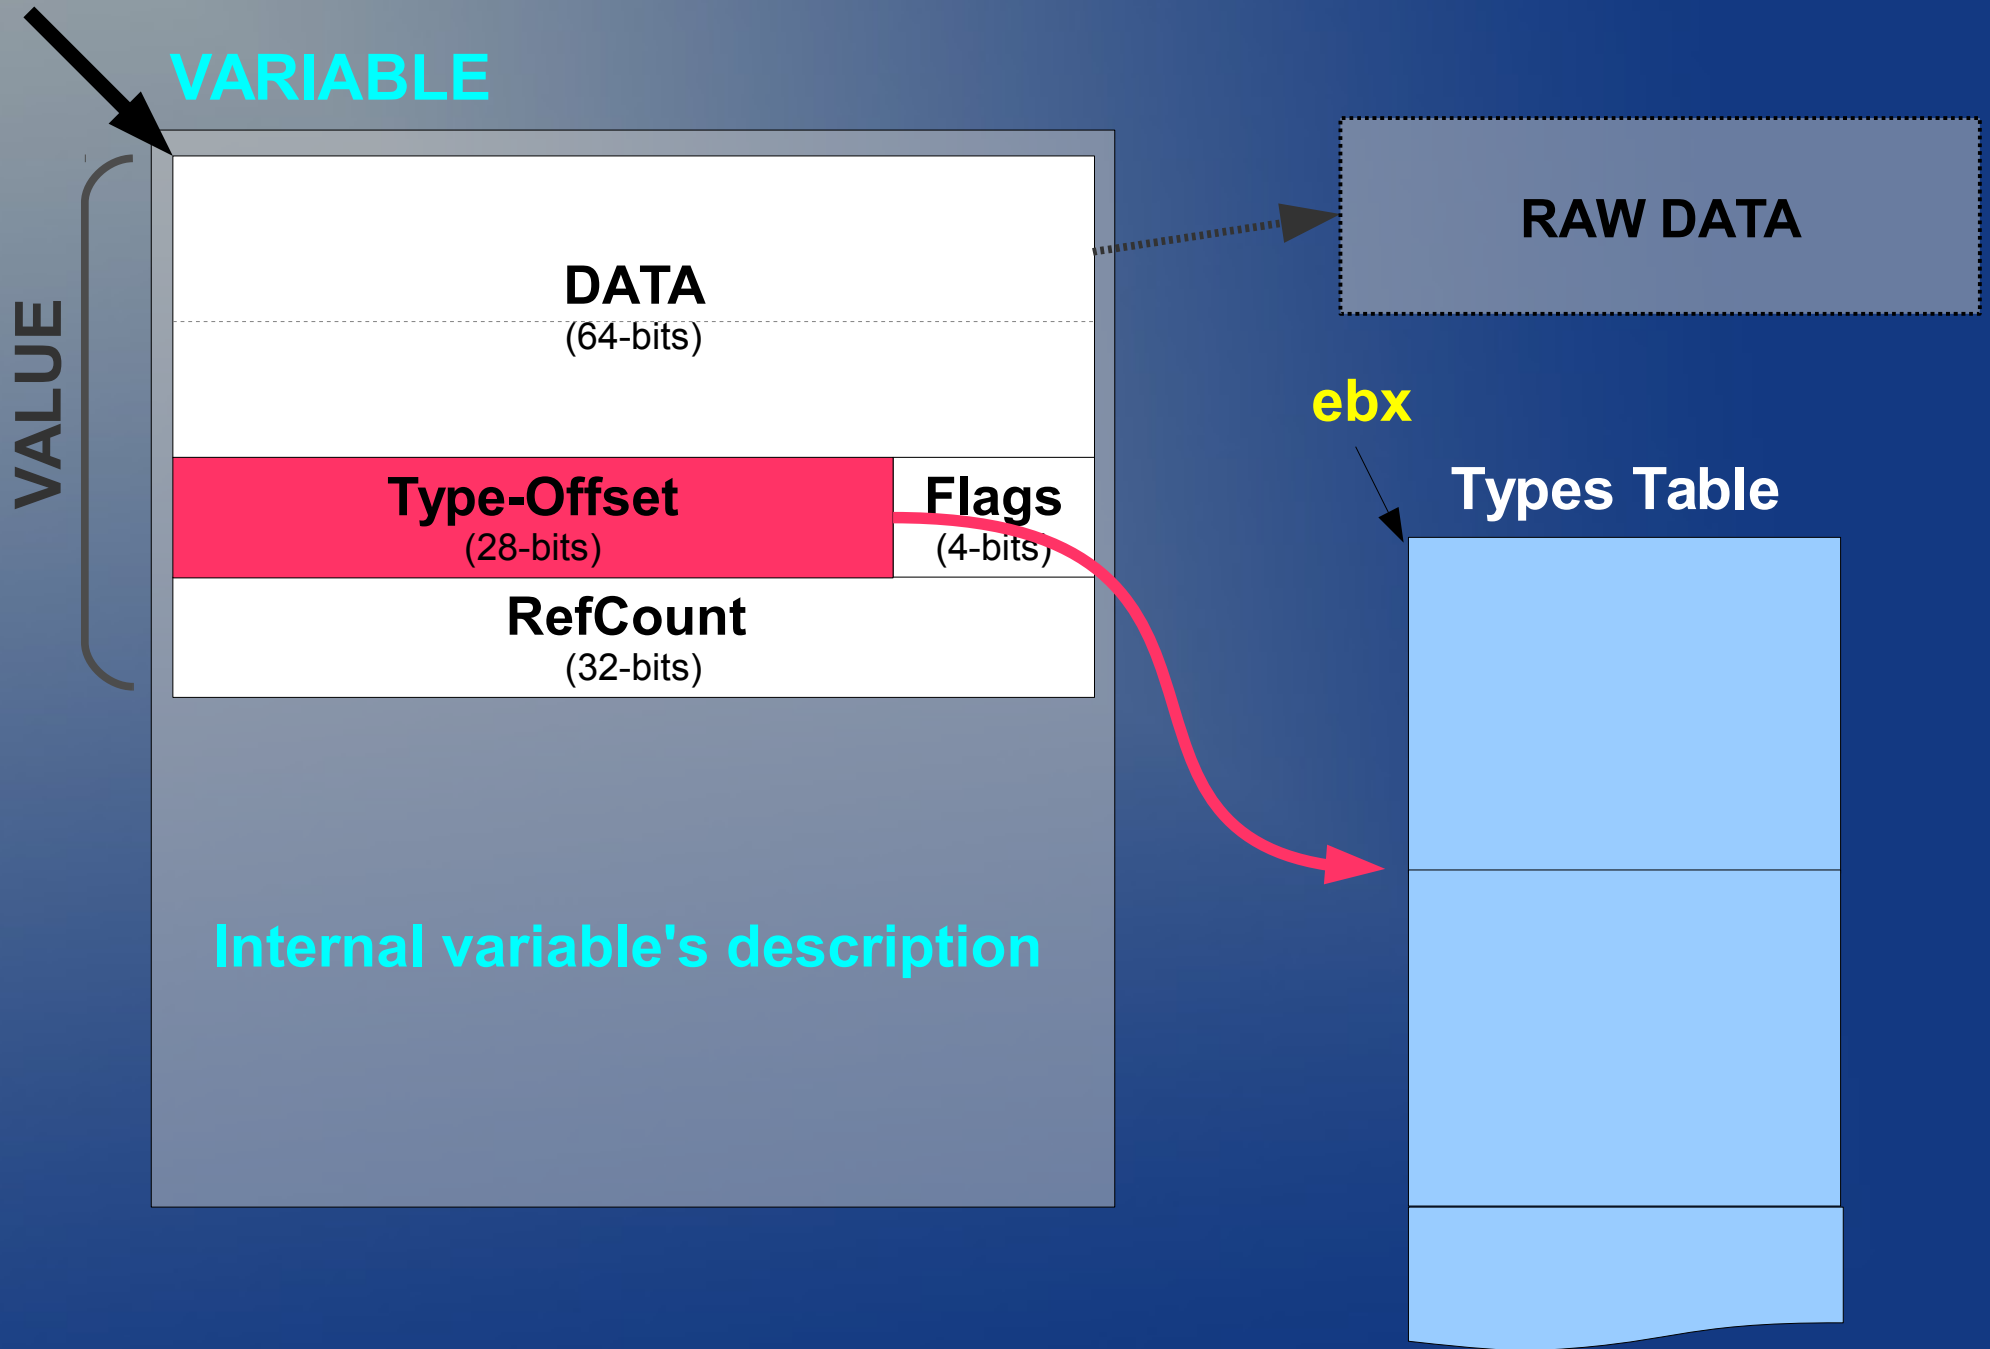 VARIABLE
VALUE
DATA
(64-bits)
Type-Offset
(28-bits)
Flags
(4-bits)
RefCount
(32-bits)
Internal variable's description
RAW DATA
ebx
Types Table